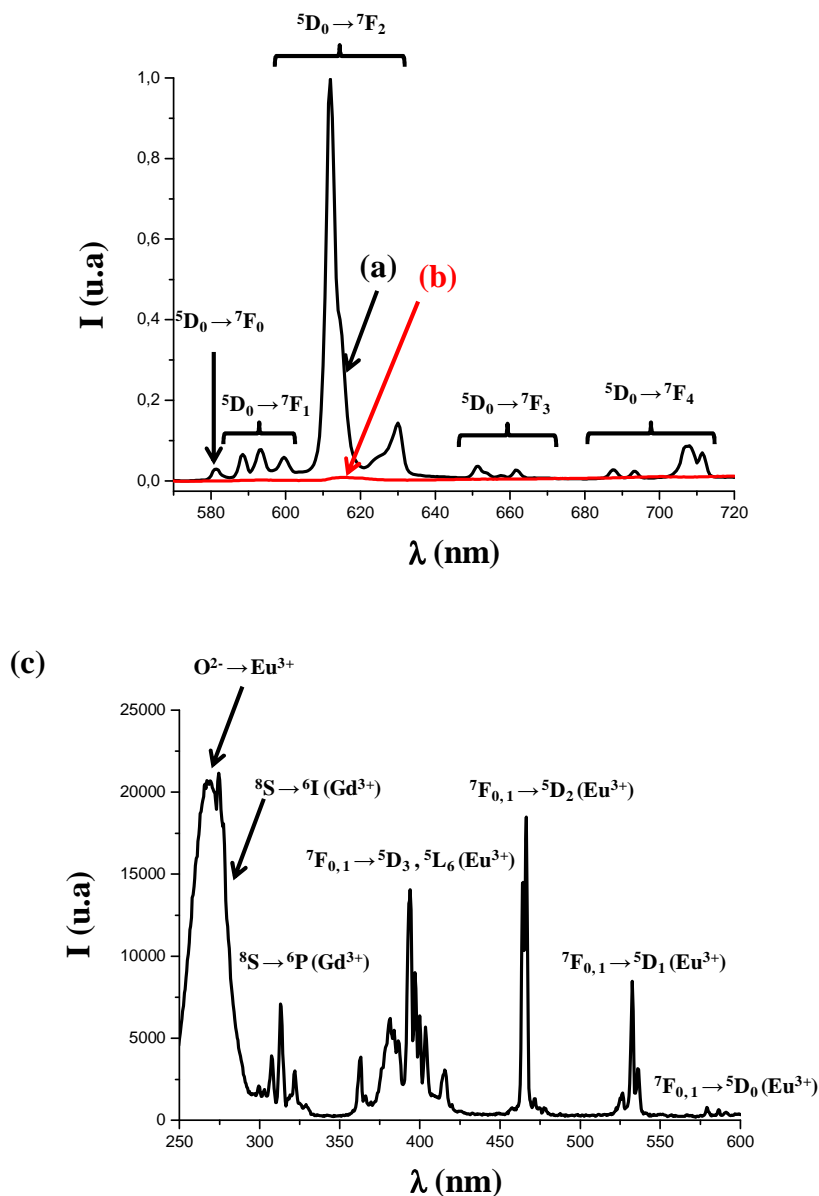 ⁵D₀→⁷F₂
1,0
0,8
0,6
0,4
0,2
0,0
I (u.a)
(a)
(b)
⁵D₀→⁷F₀
⁵D₀→⁷F₁
⁵D₀→⁷F₃
⁵D₀→⁷F₄
580 600 620 640 660 680 700 720
λ (nm)
(c)
O²⁻→Eu³⁺
25000
20000
15000
10000
5000
0
I (u.a)
⁸S→⁶I (Gd³⁺)
⁷F₀,₁→⁵D₂ (Eu³⁺)
⁷F₀,₁→⁵D₃ , ⁵L₆ (Eu³⁺)
⁸S→⁶P (Gd³⁺)
⁷F₀,₁→⁵D₁ (Eu³⁺)
⁷F₀,₁→⁵D₀ (Eu³⁺)
250 300 350 400 450 500 550 600
λ (nm)